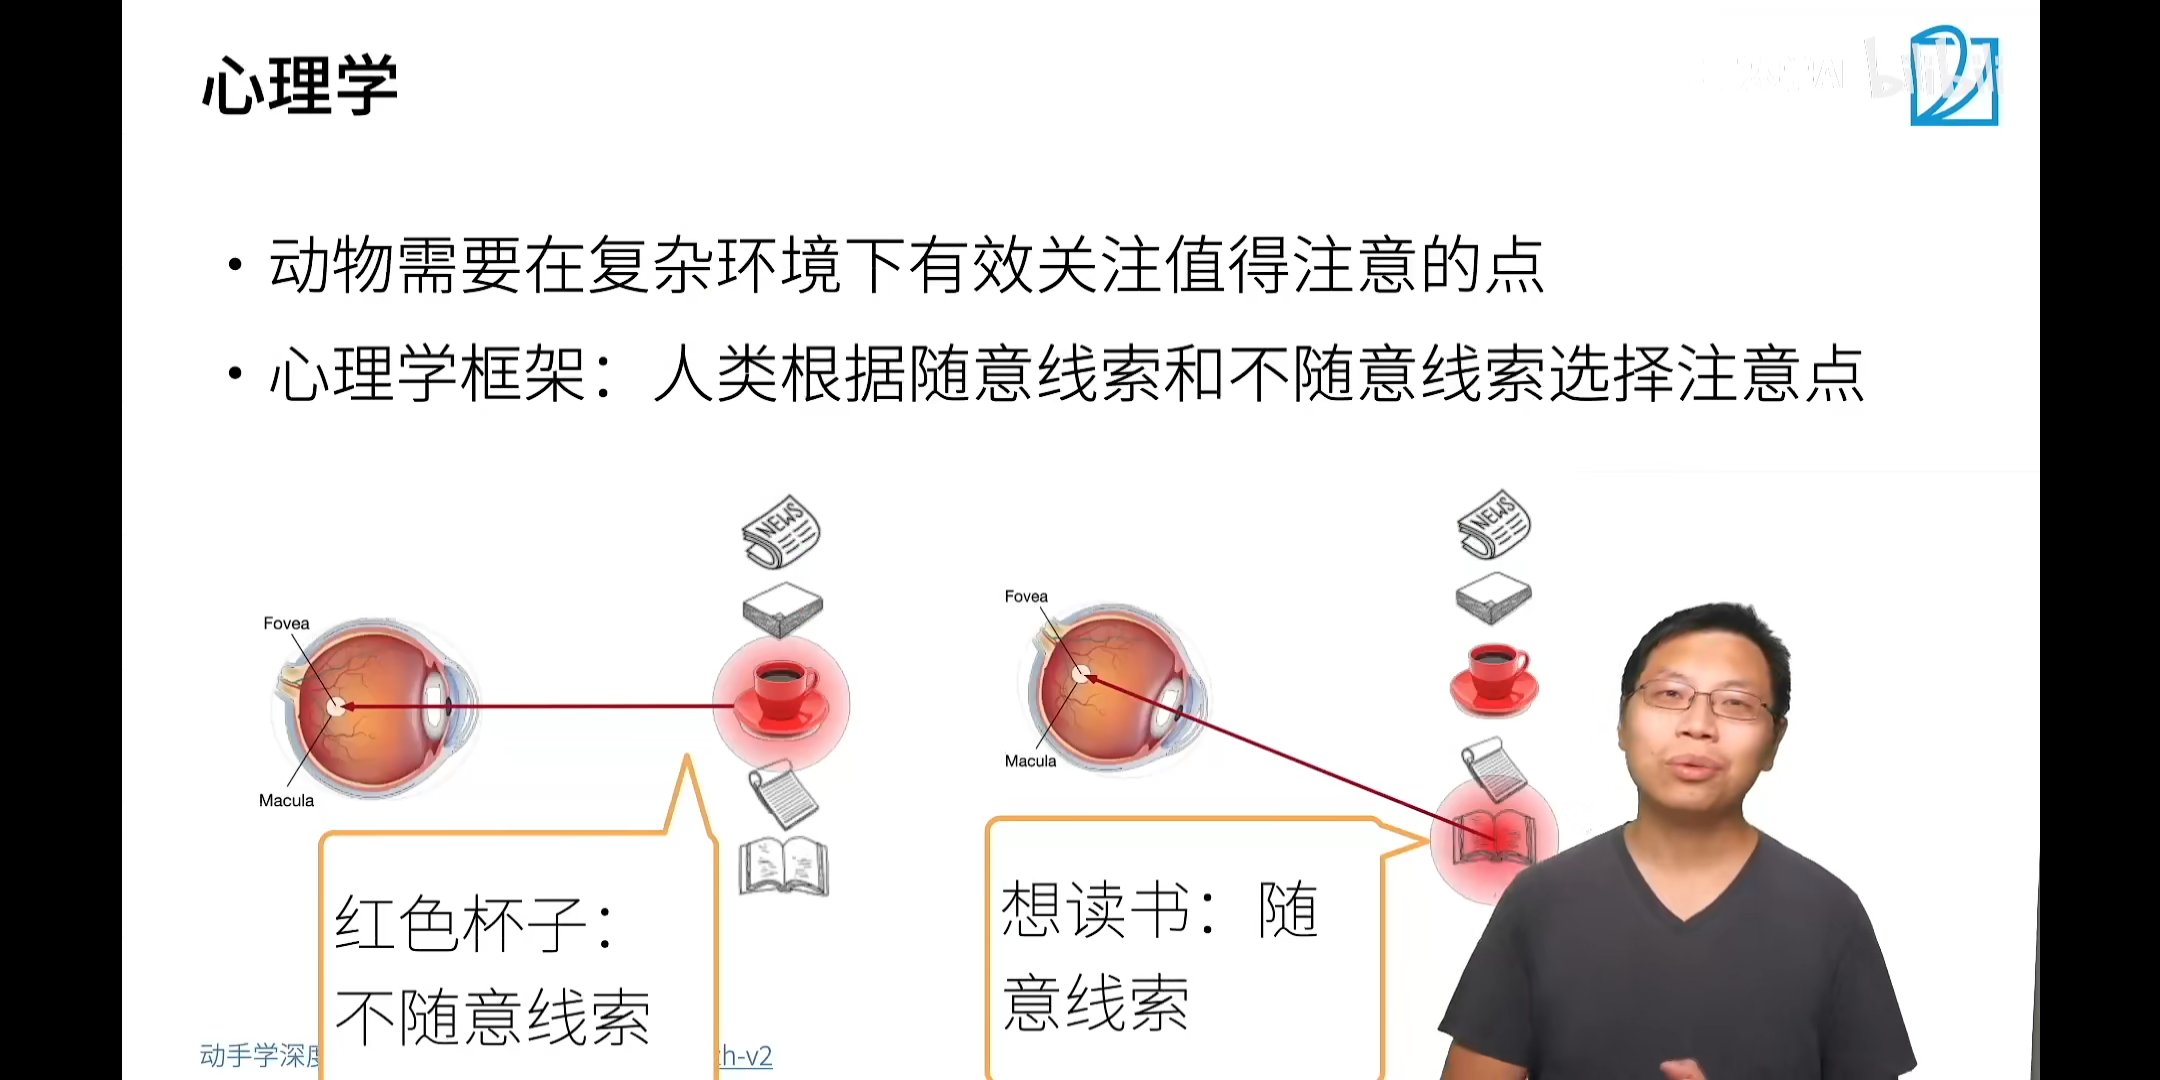 心理学
bilibili
• 动物需要在复杂环境下有效关注值得注意的点
• 心理学框架：人类根据随意线索和不随意线索选择注意点
NEWS
NEWS
Fovea
Macula
Fovea
Macula
红色杯子：
不随意线索
想读书：随
意线索
动手学深度
zh-v2